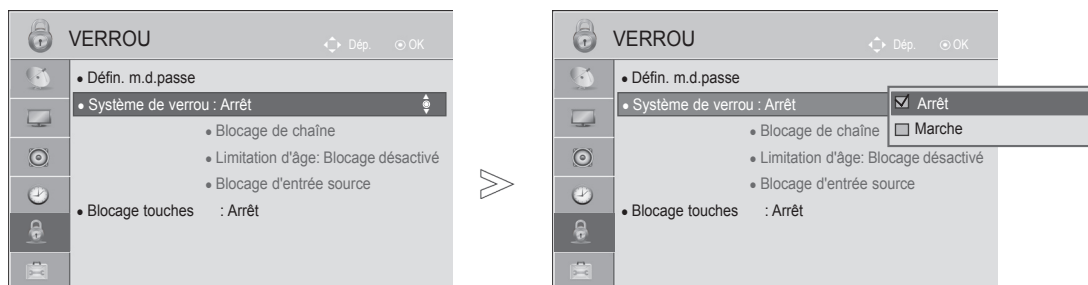 VERROU Dép. OK
• Défin. m.d.passe
• Système de verrou : Arrêt
• Blocage de chaîne
• Limitation d'âge: Blocage désactivé
• Blocage d'entrée source
• Blocage touches : Arrêt
VERROU Dép. OK
• Défin. m.d.passe
• Système de verrou : Arrêt
Arrêt
Marche
• Blocage de chaîne
• Limitation d'âge: Blocage désactivé
• Blocage d'entrée source
• Blocage touches : Arrêt